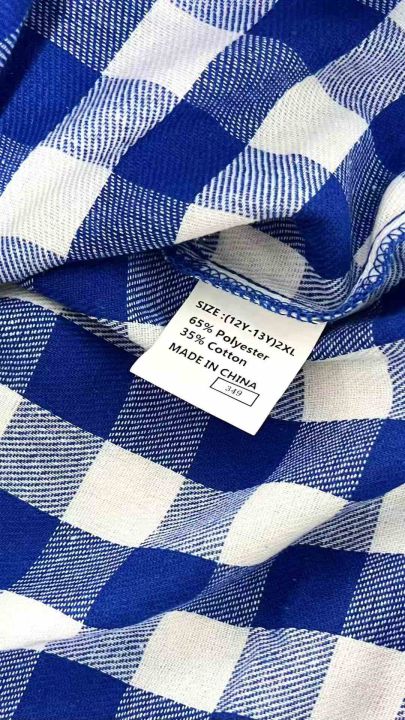 SIZE :(12Y-13Y)2XL
65% Polyester
35% Cotton
MADE IN CHINA
349